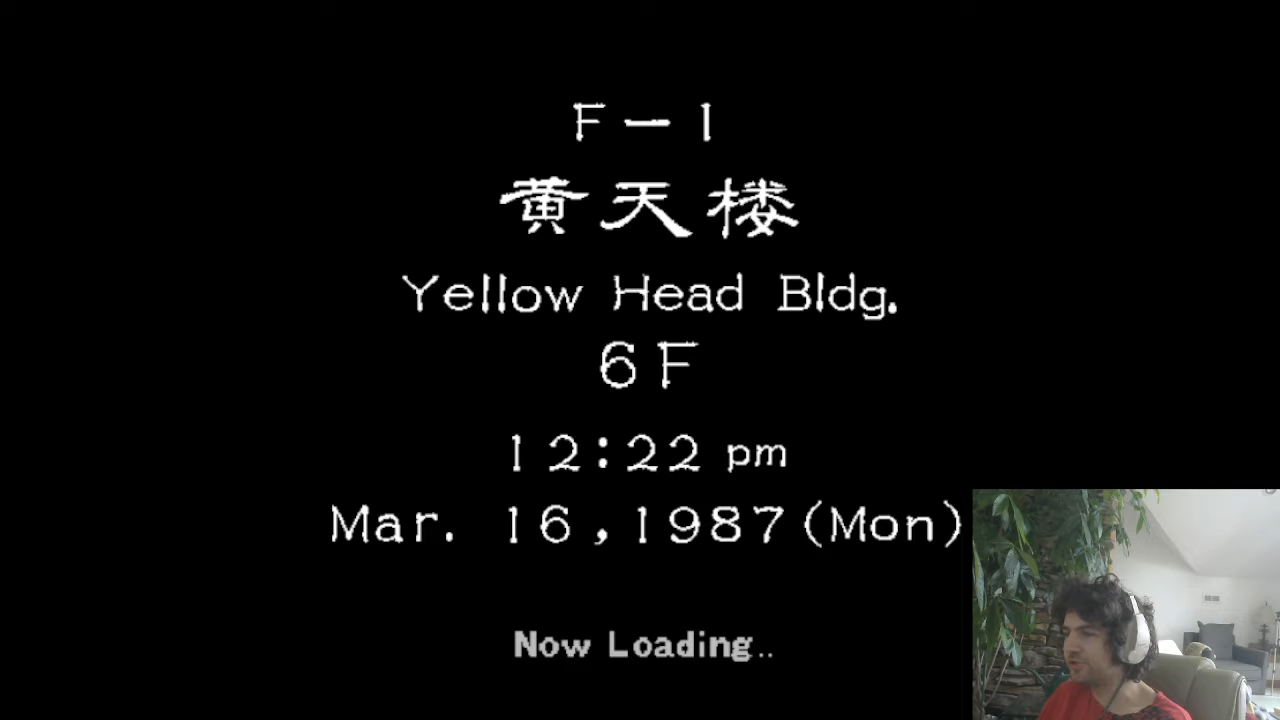 F-1
黄天楼
Yellow Head Bldg.
6F
12:22 pm
Mar. 16,1987(Mon)
Now Loading..